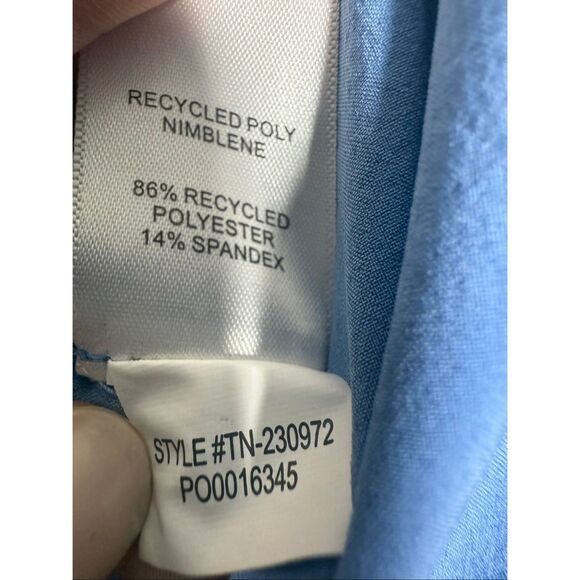 RECYCLED POLY
NIMBLENE
86% RECYCLED
POLYESTER
14% SPANDEX
STYLE #TN-230972
PO0016345